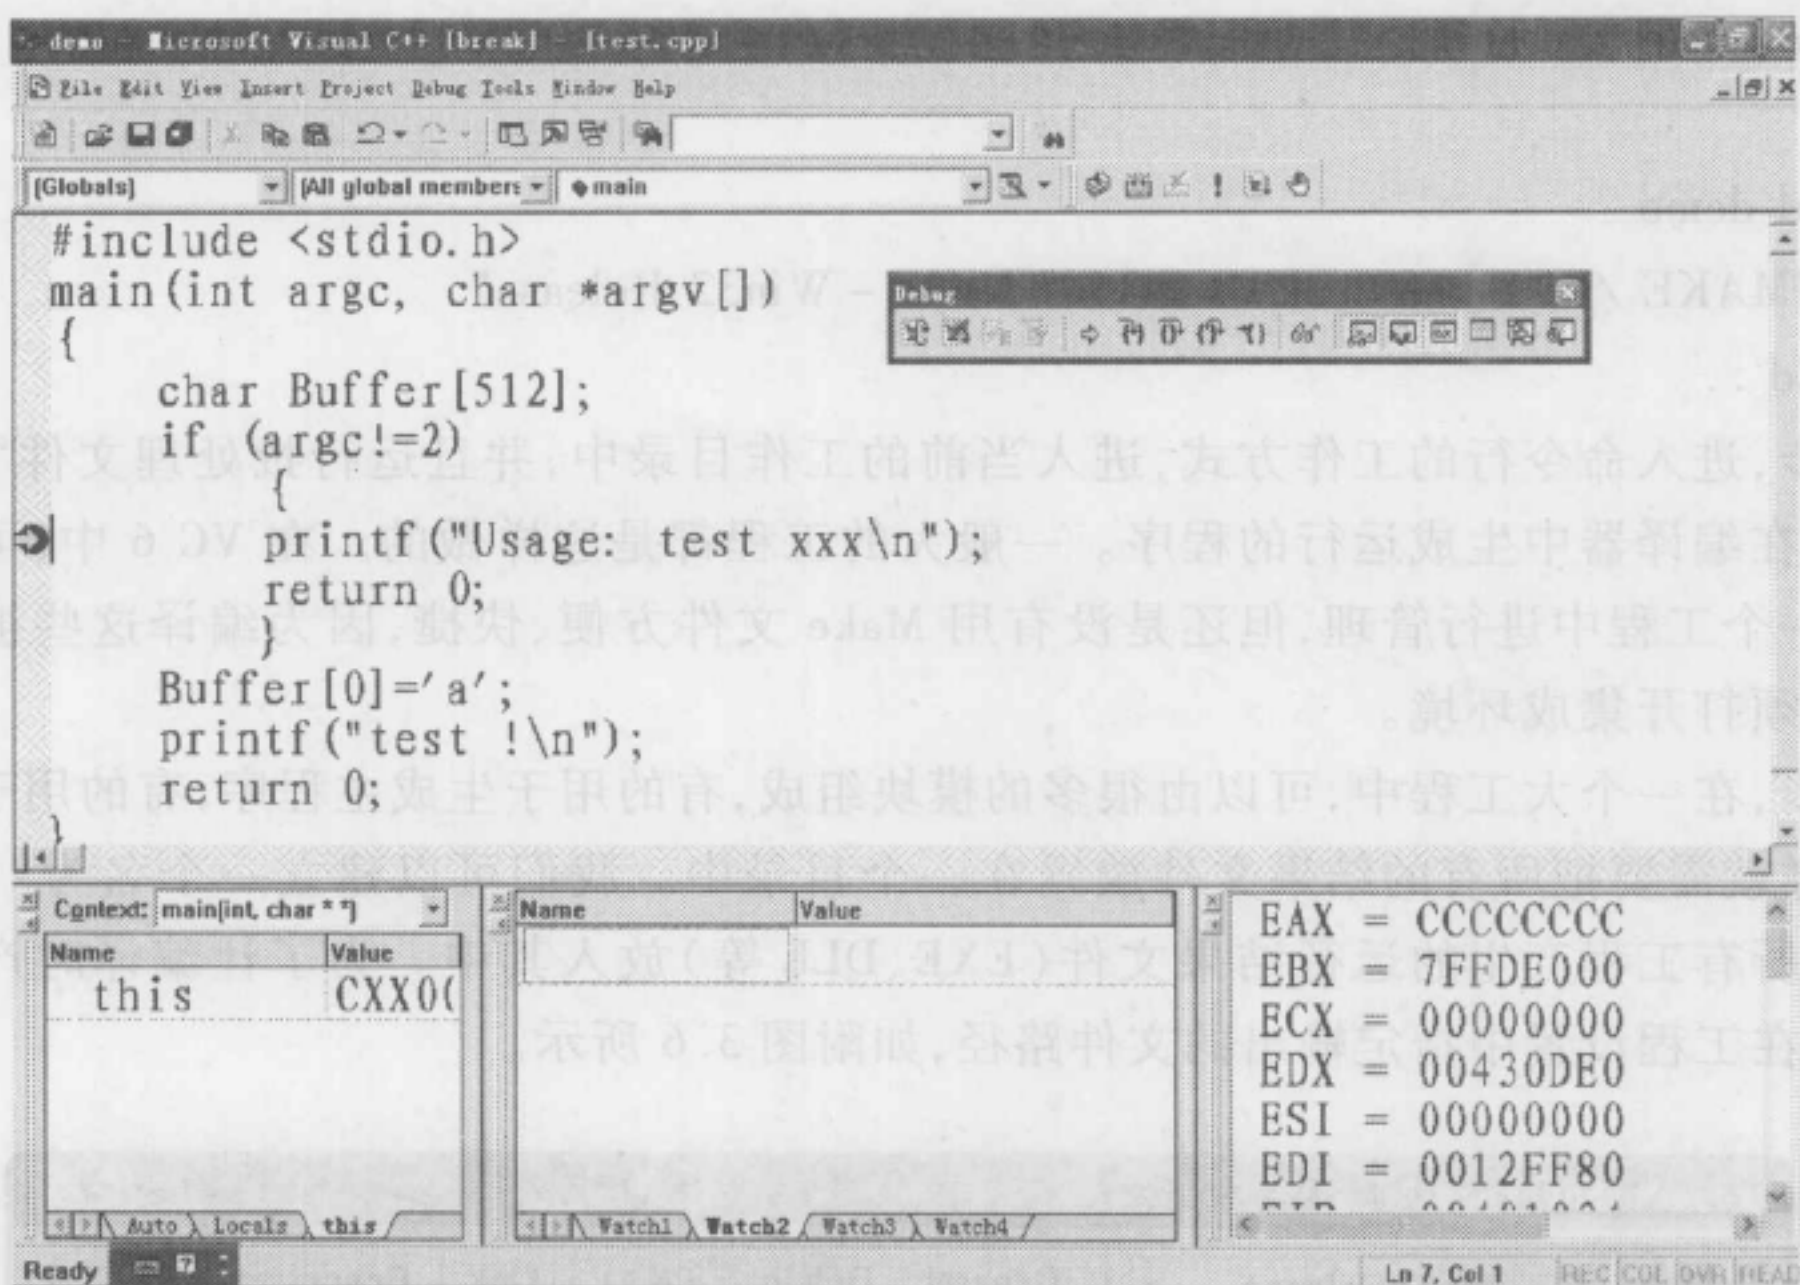 demo - Microsoft Visual C++ [break] - [test.cpp]
File Edit View Insert Project Debug Tools Window Help
(Globals) (All global members main
#include <stdio.h>
main(int argc, char *argv[])
Debug
{
char Buffer[512];
if (argc!=2)
{
printf("Usage: test xxx\n");
return 0;
}
Buffer[0]='a';
printf("test !\n");
return 0;
}
Context: main(int, char * *)
Name Value
this CXX0(
Auto Locals this
Name Value
Watch1 Watch2 Watch3 Watch4
EAX = CCCCCCCC
EBX = 7FFDE000
ECX = 00000000
EDX = 00430DE0
ESI = 00000000
EDI = 0012FF80
Ready
Ln 7, Col 1 REC COL OVR READ